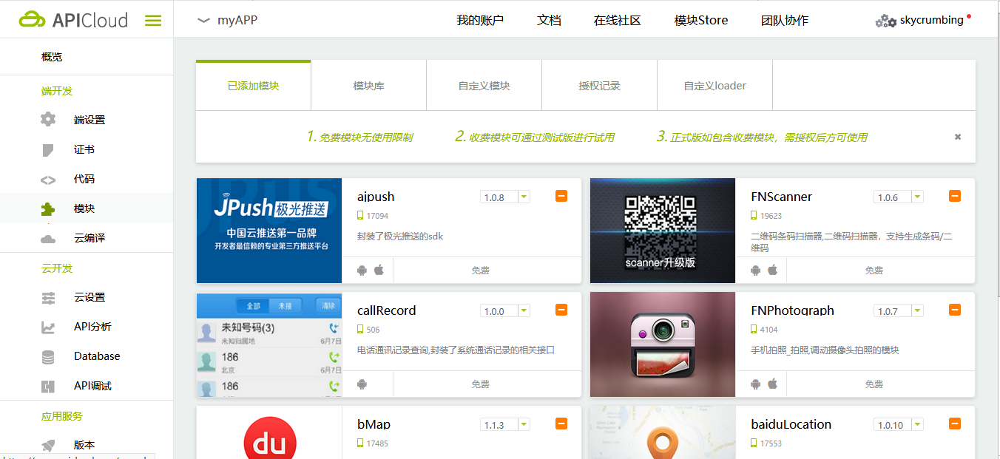 APICloud
myAPP
我的账户
文档
在线社区
模块Store
团队协作
skycrumbing
概览
端开发
端设置
证书
代码
模块
云编译
云开发
云设置
API分析
Database
API调试
应用服务
版本
已添加模块
模块库
自定义模块
授权记录
自定义loader
1. 免费模块无使用限制
2. 收费模块可通过测试版进行试用
3. 正式版如包含收费模块，需授权后方可使用
JPush 极光推送
中国云推送第一品牌
开发者最信赖的专业第三方推送平台
ajpush
1.0.8
17094
封装了极光推送的sdk
免费
scanner升级版
FNScanner
1.0.6
19623
二维码条码扫描器,二维码扫描器，支持生成条码/二
维码
免费
全部
未接
清除
未知号码(3)
未知归属地
6月7日
186
北京
6月7日
186
callRecord
1.0.0
506
电话通讯记录查询,封装了系统通话记录的相关接口
免费
FNPhotograph
1.0.7
4104
手机拍照_拍照,调动摄像头拍照的模块
免费
du
bMap
1.1.3
17485
baiduLocation
1.0.10
17553